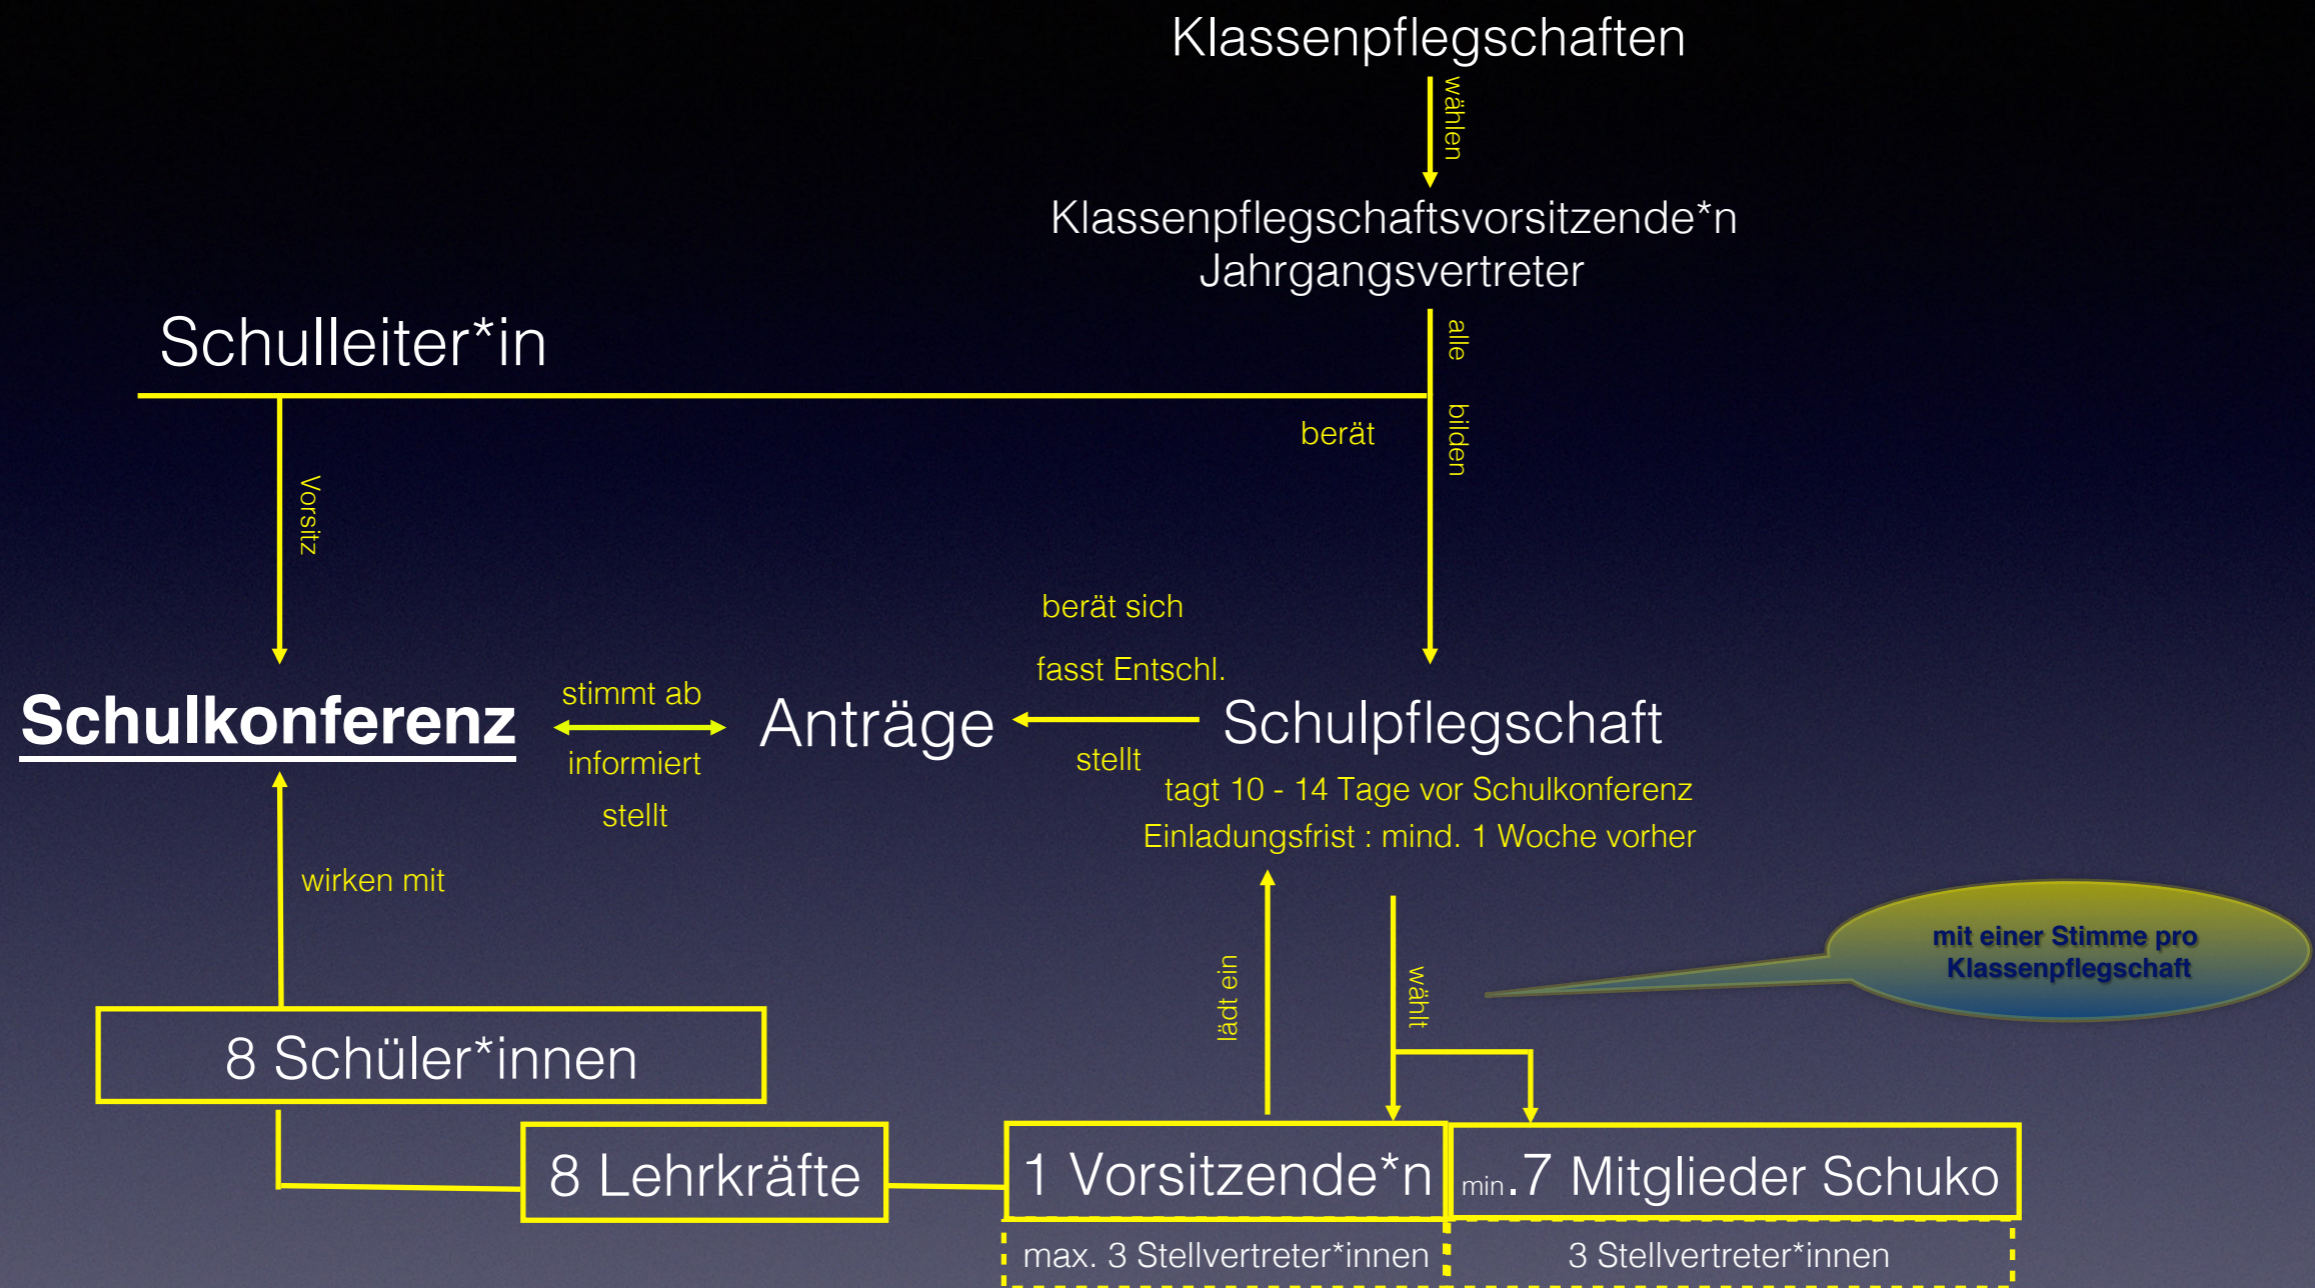 Klassenpflegschaften
wählen
Klassenpflegschaftsvorsitzende*n
Jahrgangsvertreter
Schulleiter*in
alle bilden
berät
Vorsitz
berät sich
fasst Entschl.
Schulkonferenz
stimmt ab
informiert
stellt
Anträge
stellt
Schulpflegschaft
tagt 10 - 14 Tage vor Schulkonferenz
Einladungsfrist : mind. 1 Woche vorher
wirken mit
lädt ein
wählt
mit einer Stimme pro
Klassenpflegschaft
8 Schüler*innen
8 Lehrkräfte
1 Vorsitzende*n
min.7 Mitglieder Schuko
max. 3 Stellvertreter*innen
3 Stellvertreter*innen